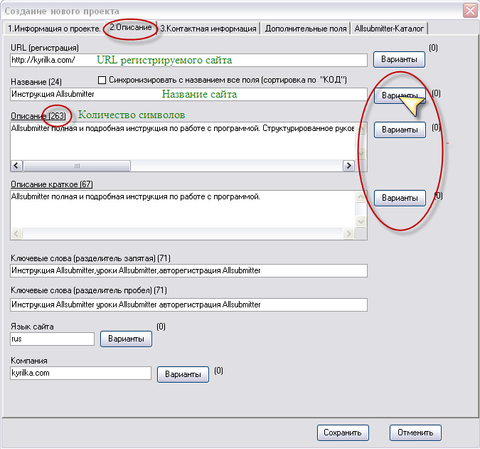 Создание нового проекта
1.Информация о проекте. 2.Описание 3.Контактная информация Дополнительные поля Allsubmitter-Каталог
URL (регистрация) (0)
http://kyrilka.com/ URL регистрируемого сайта Варианты
Название (24) Синхронизировать с названием все поля (сортировка по "КОД") (0)
Инструкция Allsubmitter Название сайта Варианты
Описание (263) Количество символов (0)
Allsubmitter полная и подробная инструкция по работе с программой. Структурированное руков Варианты
Описание краткое (67) (0)
Allsubmitter полная и подробная инструкция по работе с программой. Варианты
Ключевые слова (разделитель запятая) (71)
Инструкция Allsubmitter,уроки Allsubmitter,авторегистрация Allsubmitter
Ключевые слова (разделитель пробел) (71)
Инструкция Allsubmitter уроки Allsubmitter авторегистрация Allsubmitter
Язык сайта (0)
rus Варианты
Компания (0)
kyrilka.com Варианты
Сохранить Отменить